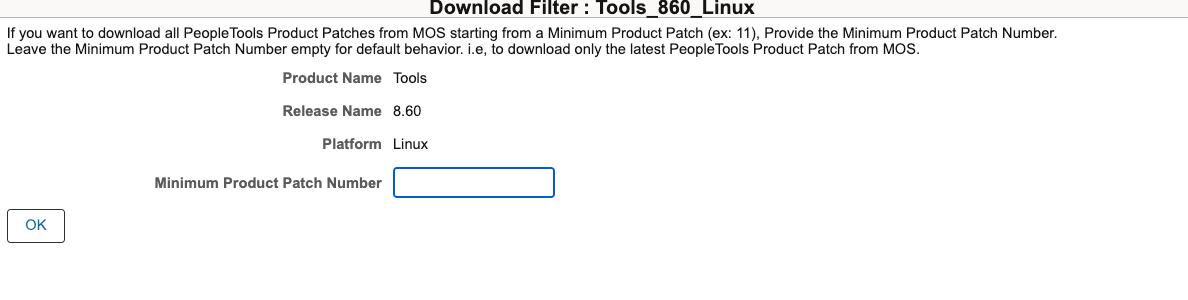 Download Filter : Tools_860_Linux
If you want to download all PeopleTools Product Patches from MOS starting from a Minimum Product Patch (ex: 11), Provide the Minimum Product Patch Number.
Leave the Minimum Product Patch Number empty for default behavior. i.e, to download only the latest PeopleTools Product Patch from MOS.
Product Name Tools
Release Name 8.60
Platform Linux
Minimum Product Patch Number
OK